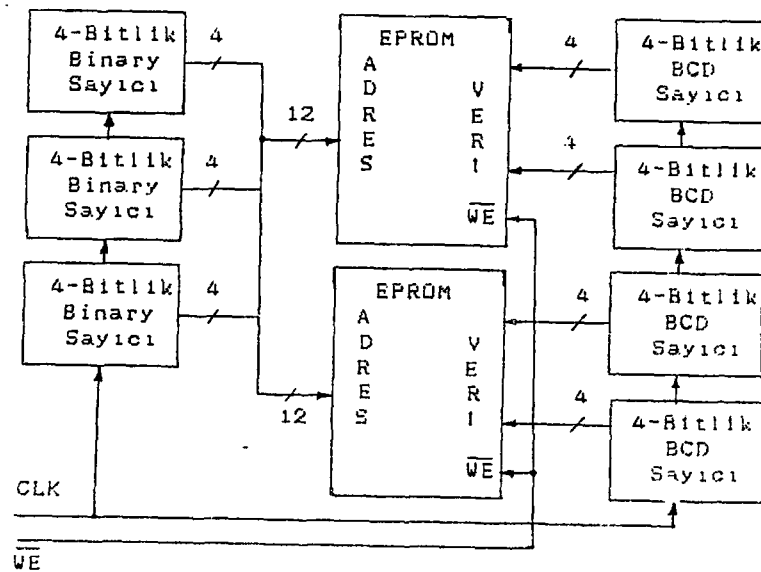 4-Bitlik
Binary
Sayıcı
4
4-Bitlik
Binary
Sayıcı
4
4-Bitlik
Binary
Sayıcı
4
12
12
EPROM
A
D
R
E
S
V
E
R
I
WE
EPROM
A
D
R
E
S
V
E
R
I
WE
4
4-Bitlik
BCD
Sayıcı
4
4-Bitlik
BCD
Sayıcı
4
4-Bitlik
BCD
Sayıcı
4
4-Bitlik
BCD
Sayıcı
CLK
WE